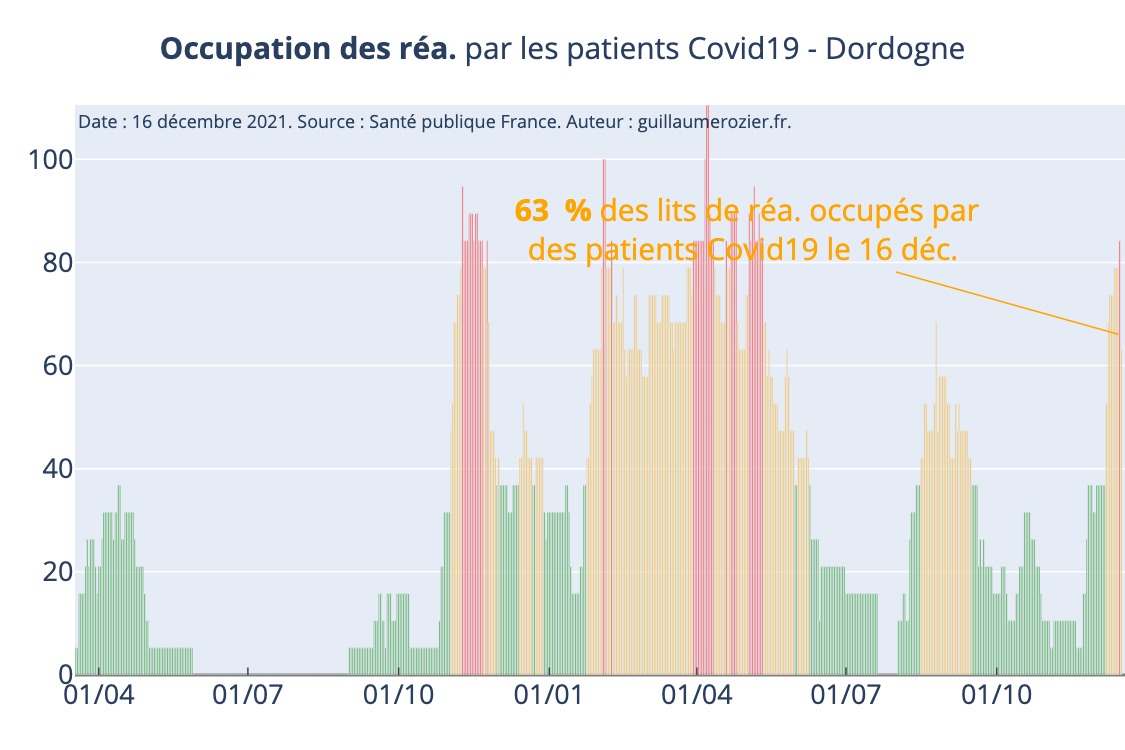 Occupation des réa. par les patients Covid19 - Dordogne
Date : 16 décembre 2021. Source : Santé publique France. Auteur : guillaumerozier.fr.
100
63 % des lits de réa. occupés par
des patients Covid19 le 16 déc.
80
60
40
20
0
01/04 01/07 01/10 01/01 01/04 01/07 01/10